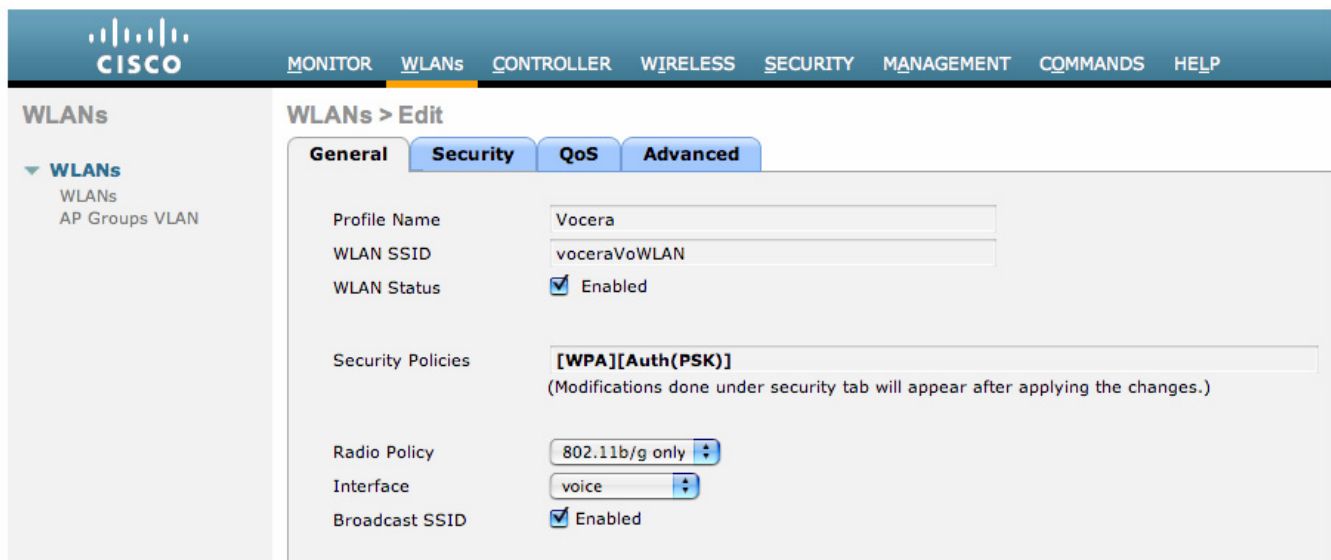 CISCO
MONITOR WLANs CONTROLLER WIRELESS SECURITY MANAGEMENT COMMANDS HELP
WLANs
WLANs
WLANs
AP Groups VLAN
WLANs > Edit
General Security QoS Advanced
Profile Name Vocera
WLAN SSID voceraVoWLAN
WLAN Status Enabled
Security Policies [WPA][Auth(PSK)]
(Modifications done under security tab will appear after applying the changes.)
Radio Policy 802.11b/g only
Interface voice
Broadcast SSID Enabled